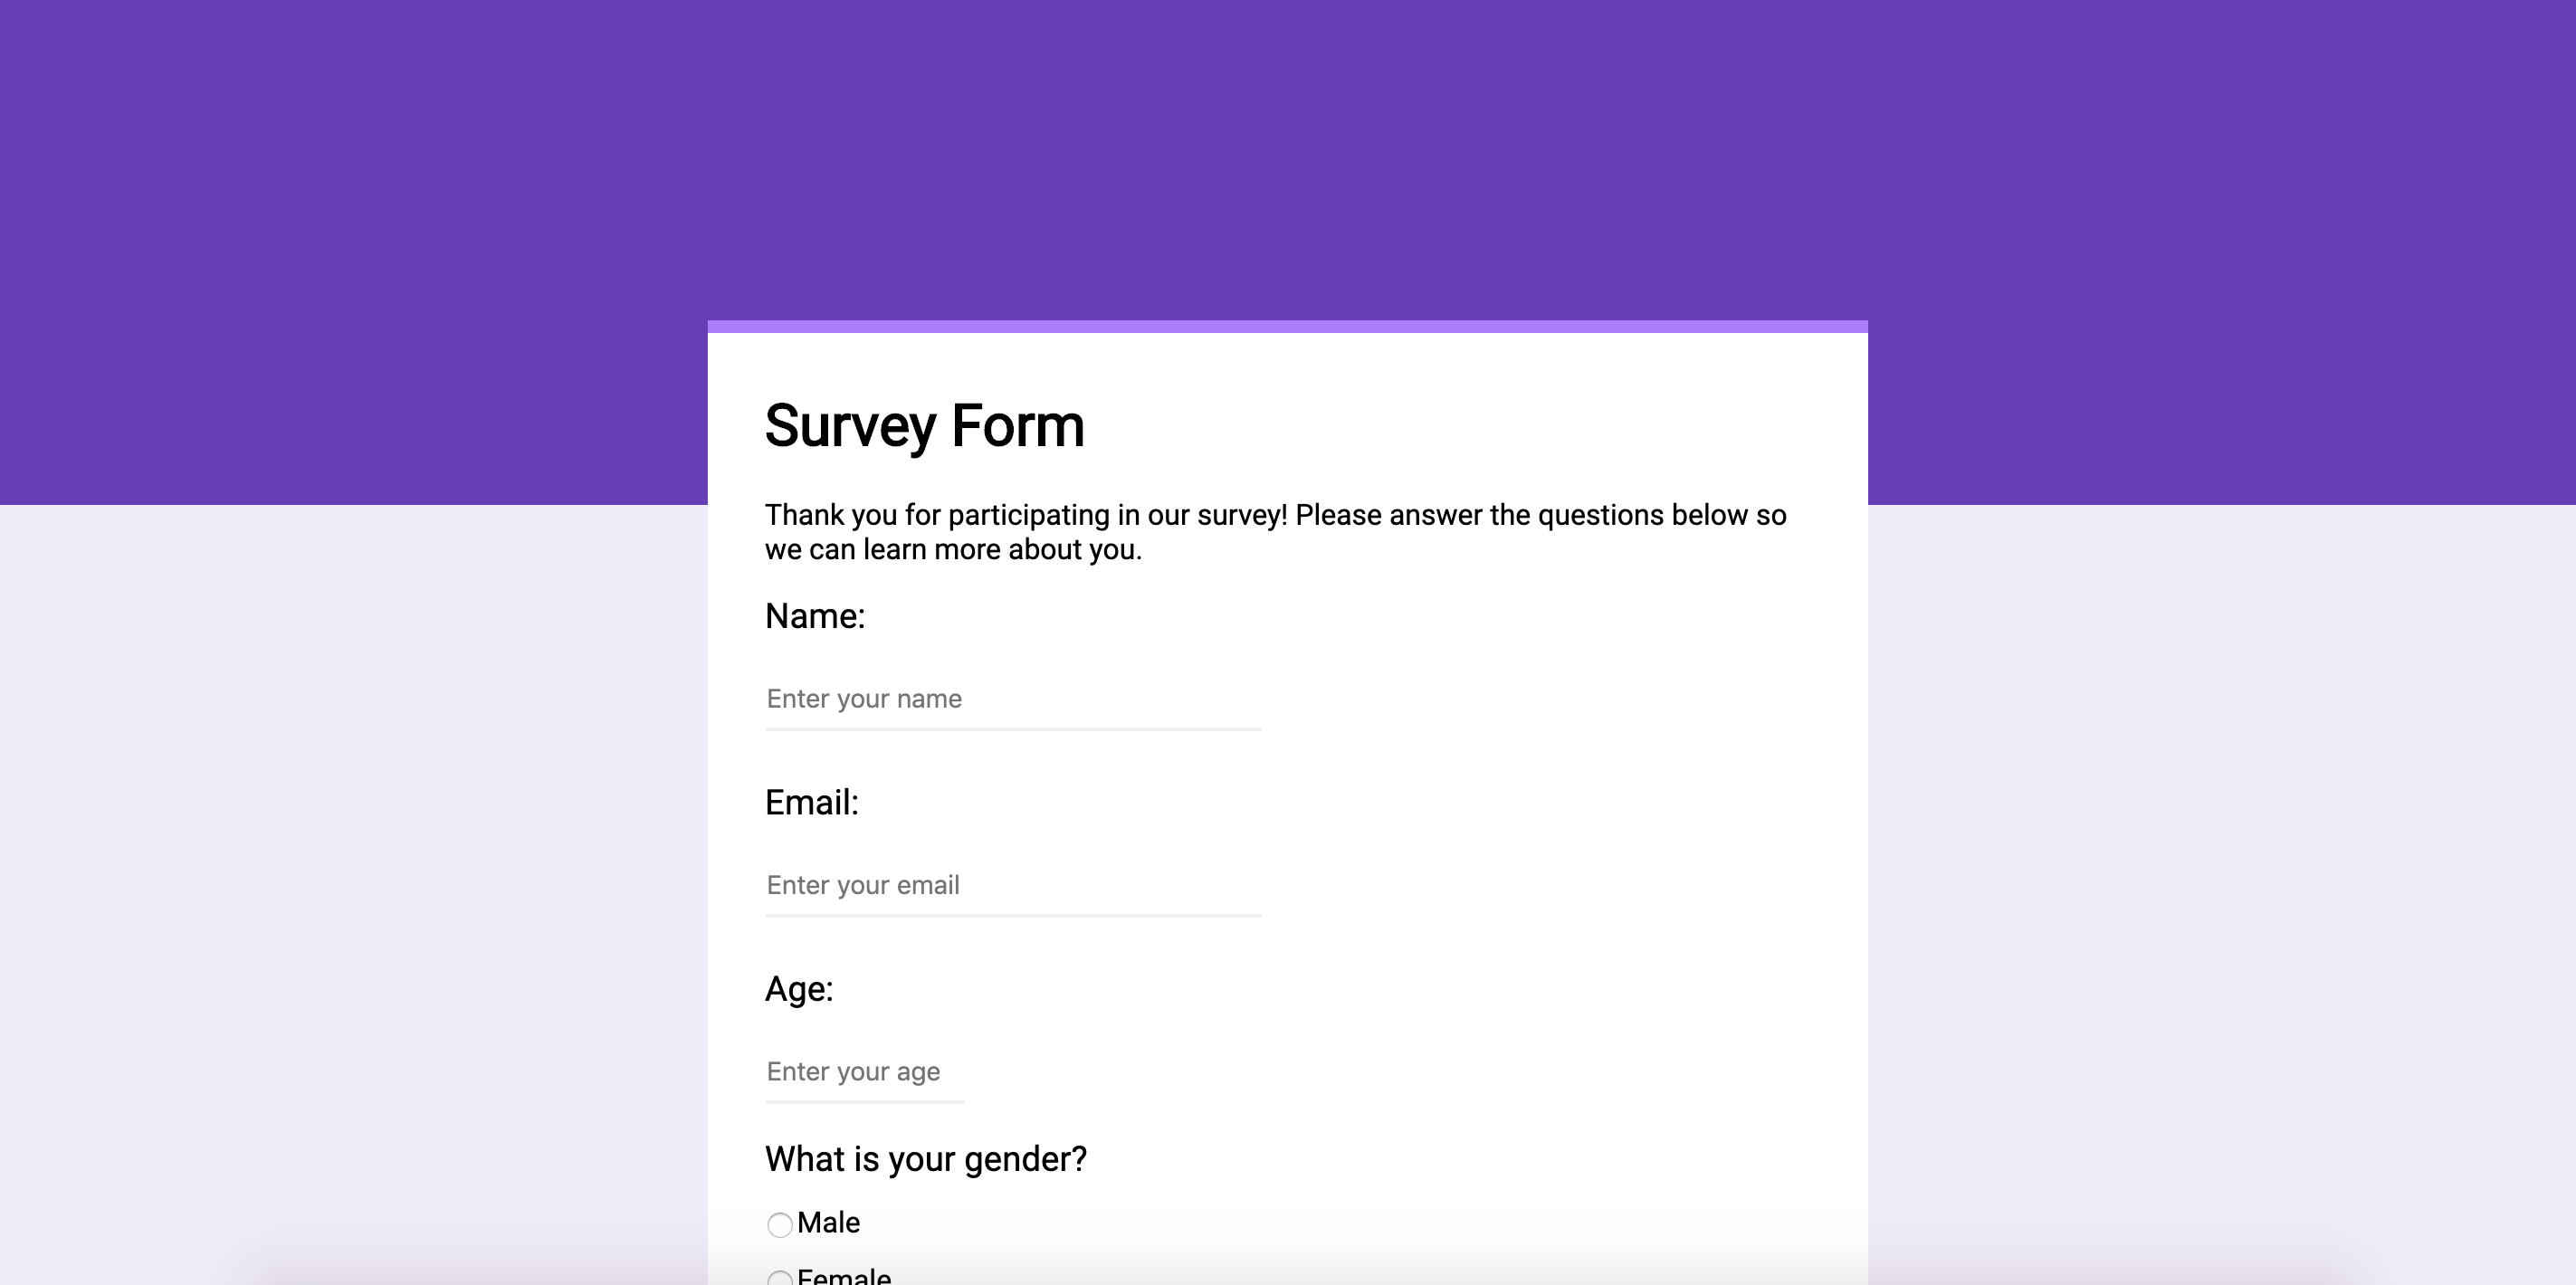 Survey Form
Thank you for participating in our survey! Please answer the questions below so
we can learn more about you.
Name:
Enter your name
Email:
Enter your email
Age:
Enter your age
What is your gender?
Male
Female